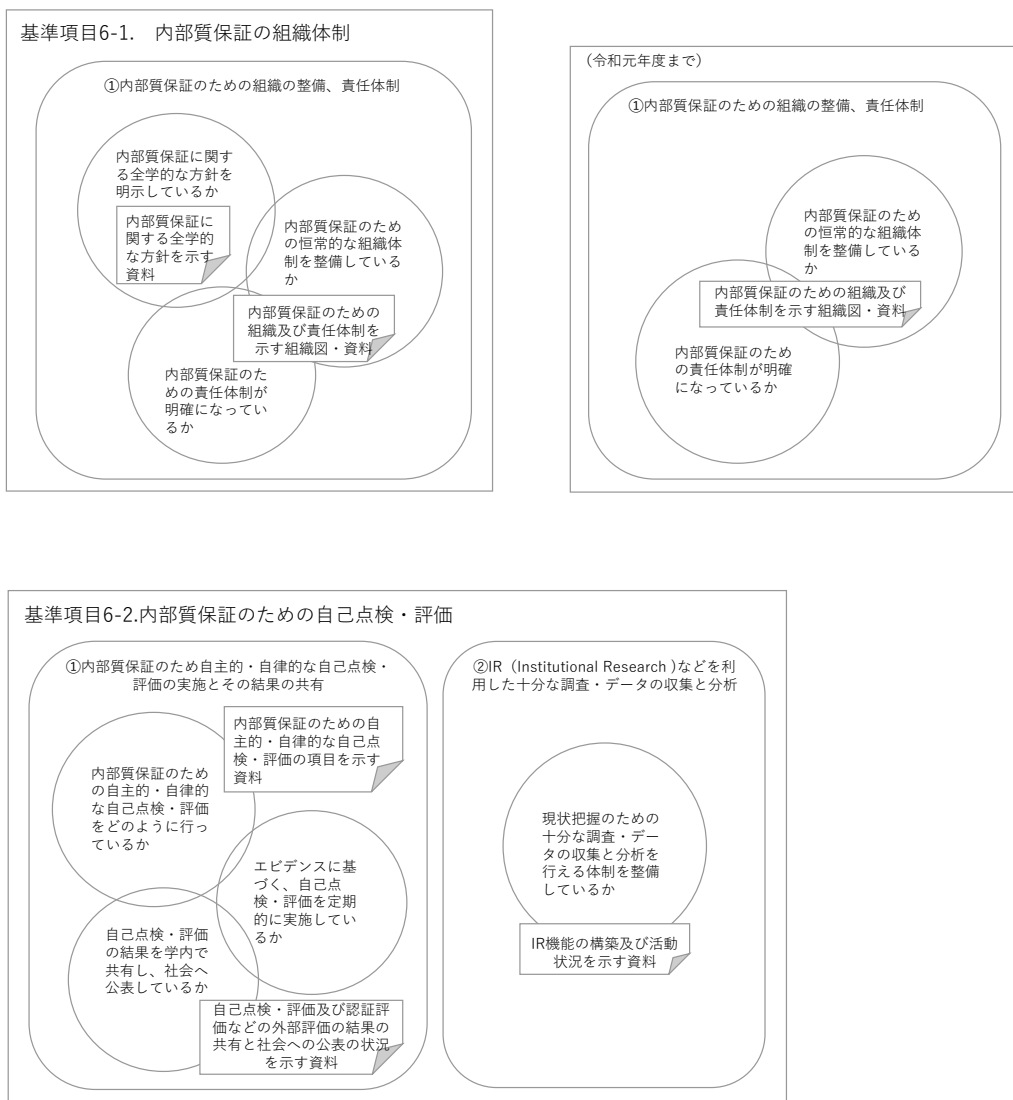 基準項目6-1.　内部質保証の組織体制
①内部質保証のための組織の整備、責任体制
内部質保証に関す
る全学的な方針を
明示しているか
内部質保証に
関する全学的
な方針を示す
資料
内部質保証のため
の恒常的な組織体
制を整備している
か
内部質保証のための
組織及び責任体制を
示す組織図・資料
内部質保証のた
めの責任体制が
明確になってい
るか
（令和元年度まで）
①内部質保証のための組織の整備、責任体制
内部質保証のため
の恒常的な組織体
制を整備している
か
内部質保証のための組織及び
責任体制を示す組織図・資料
内部質保証のため
の責任体制が明確
になっているか
基準項目6-2.内部質保証のための自己点検・評価
①内部質保証のため自主的・自律的な自己点検・
評価の実施とその結果の共有
内部質保証のための自
主的・自律的な自己点
検・評価の項目を示す
資料
内部質保証のため
の自主的・自律的
な自己点検・評価
をどのように行っ
ているか
エビデンスに基
づく、自己点
検・評価を定期
的に実施してい
るか
自己点検・評価
の結果を学内で
共有し、社会へ
公表しているか
自己点検・評価及び認証評
価などの外部評価の結果の
共有と社会への公表の状況
を示す資料
②IR（Institutional Research )などを利
用した十分な調査・データの収集と分析
現状把握のための
十分な調査・デー
タの収集と分析を
行える体制を整備
しているか
IR機能の構築及び活動
状況を示す資料